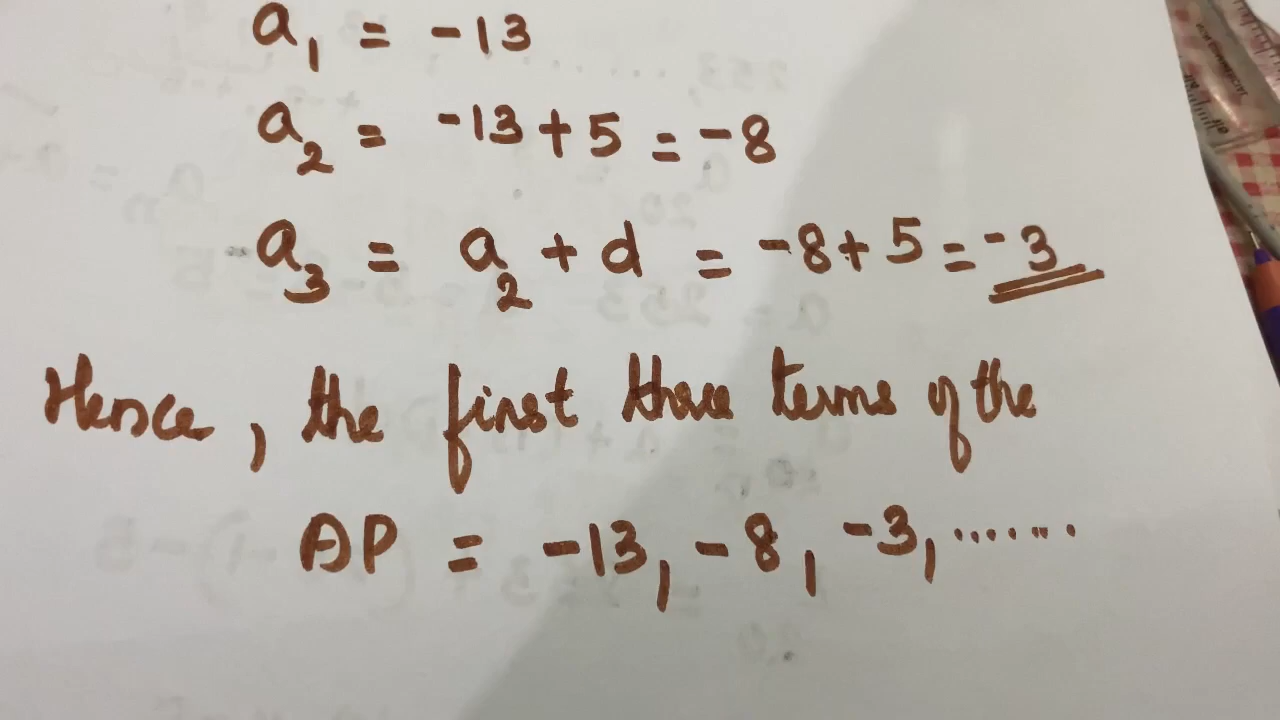 a₁ = -13
a₂ = -13 + 5 = -8
a₃ = a₂ + d = -8 + 5 = -3
Hence, the first three terms of the
AP = -13, -8, -3, .......